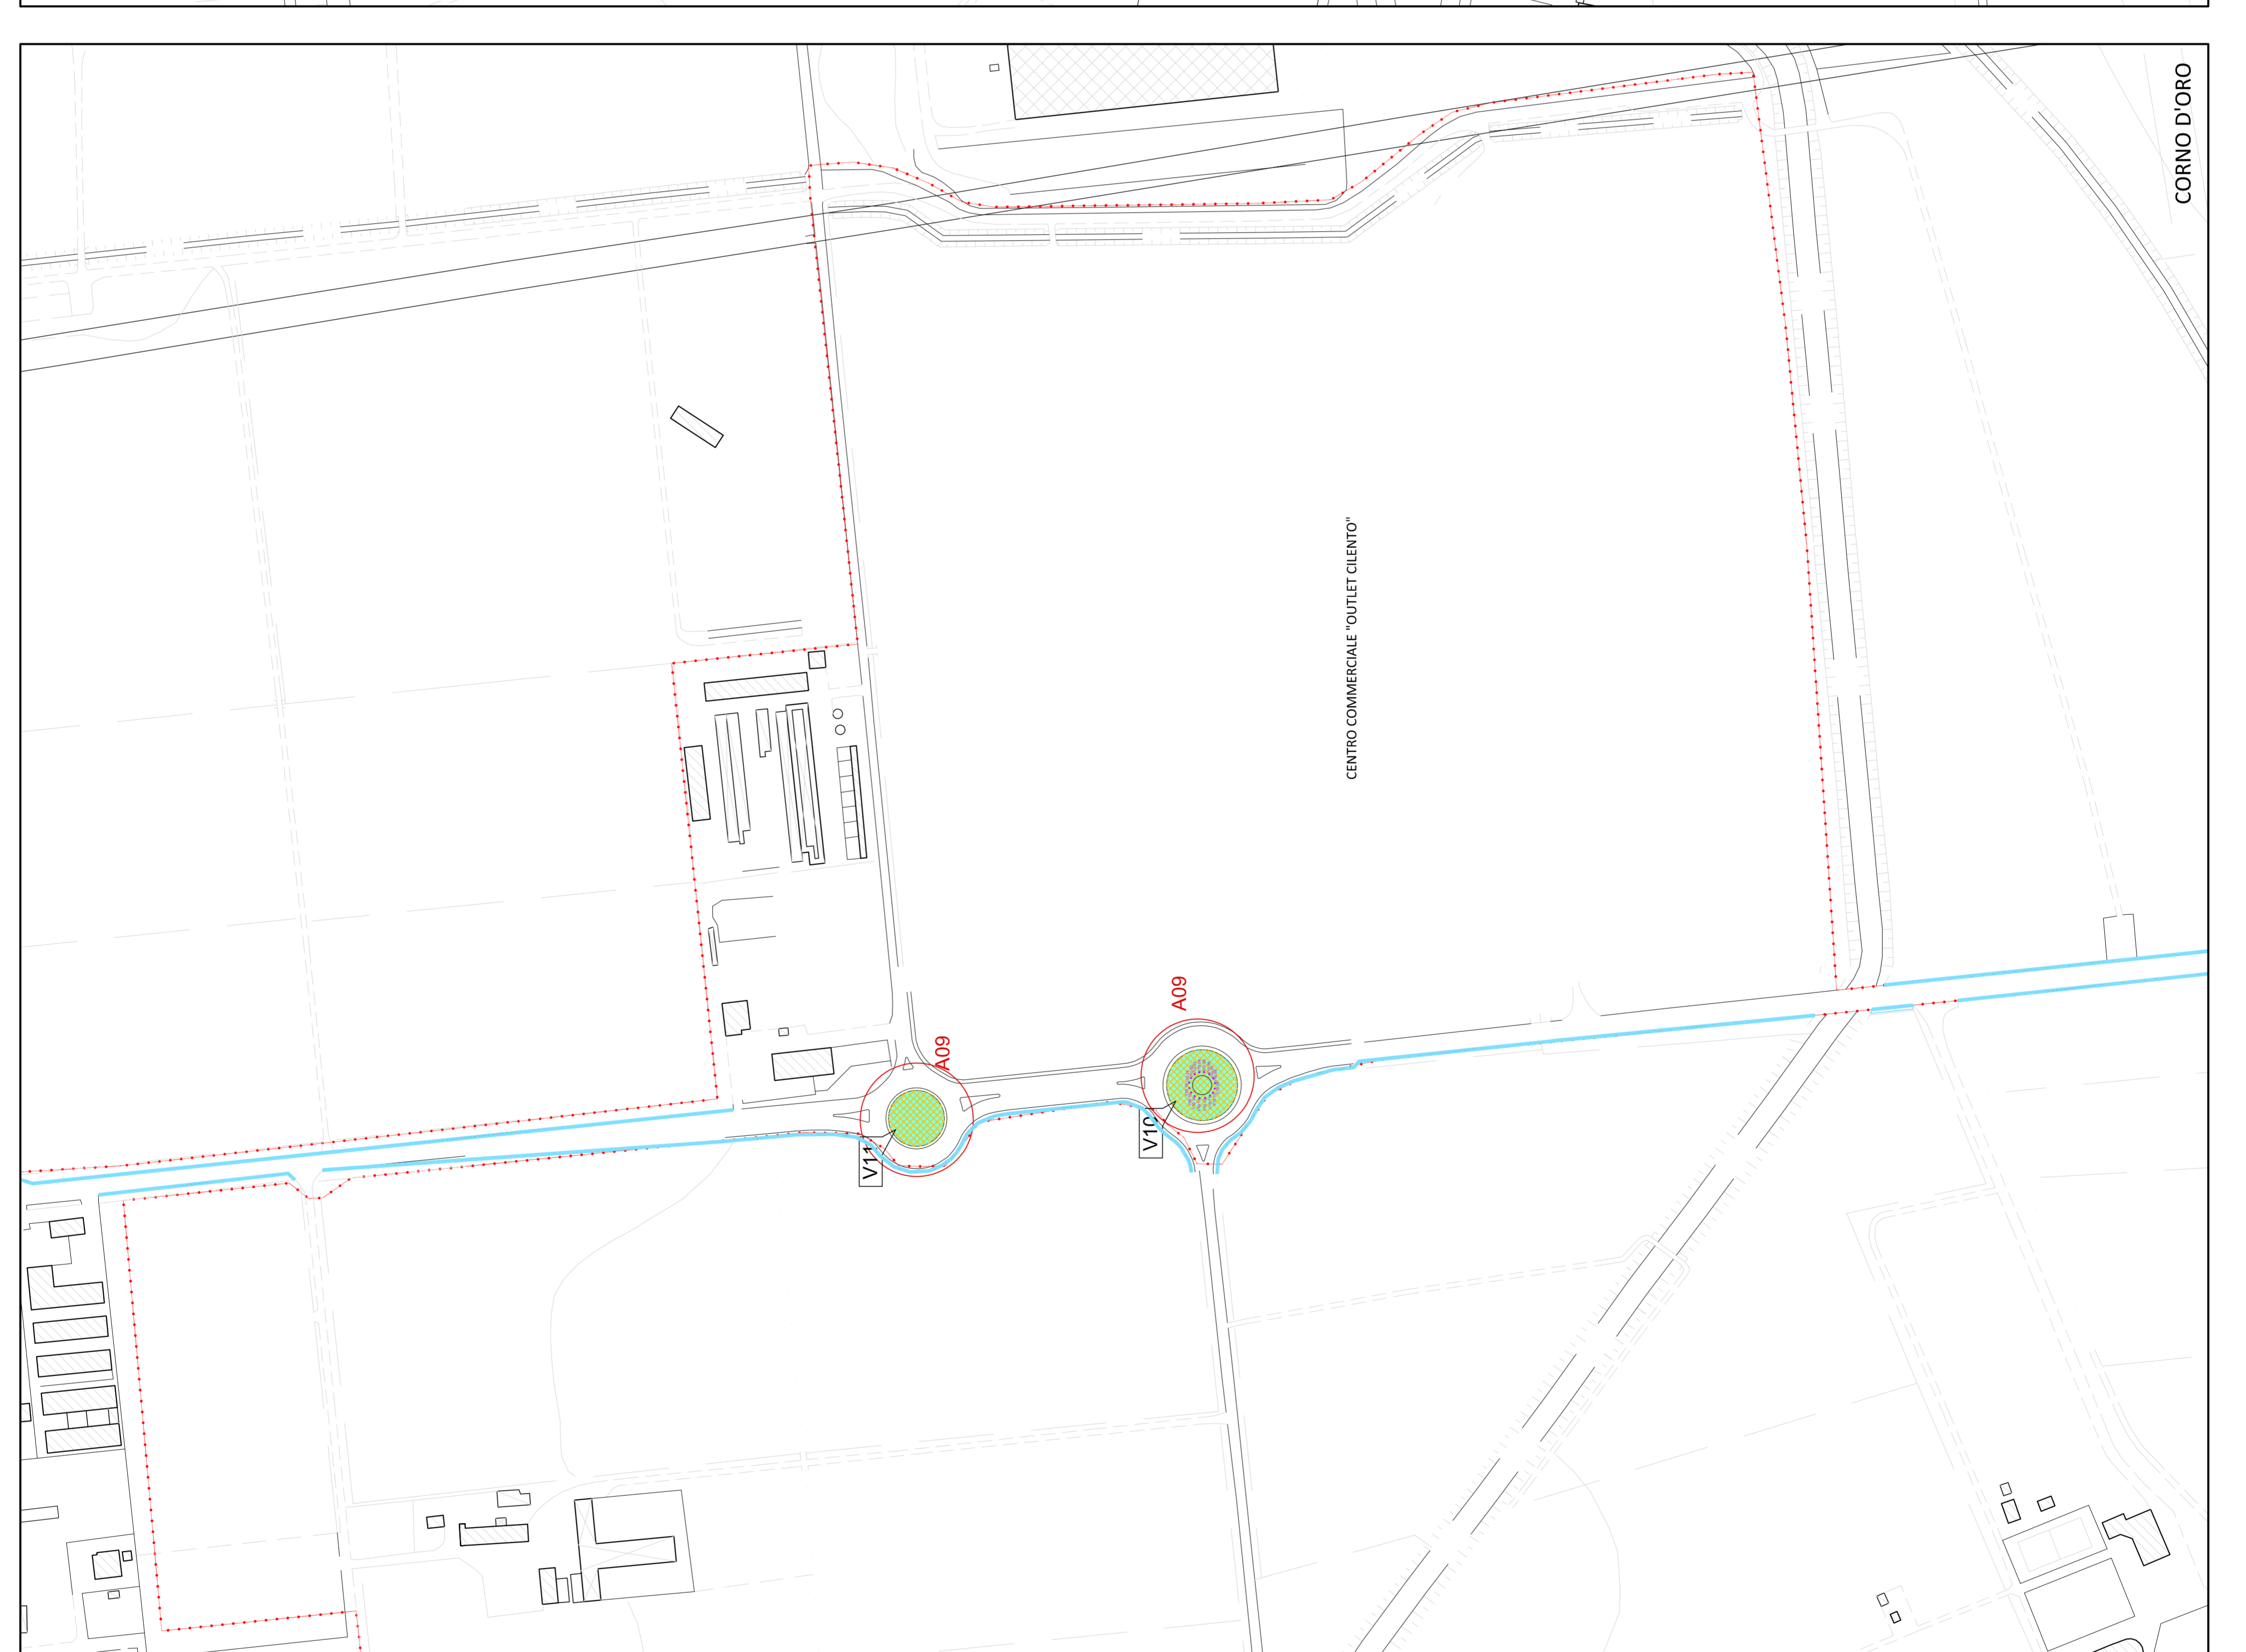 CORNO D'ORO
CENTRO COMMERCIALE "OUTLET CILENTO"
A09
A09
V10
V11